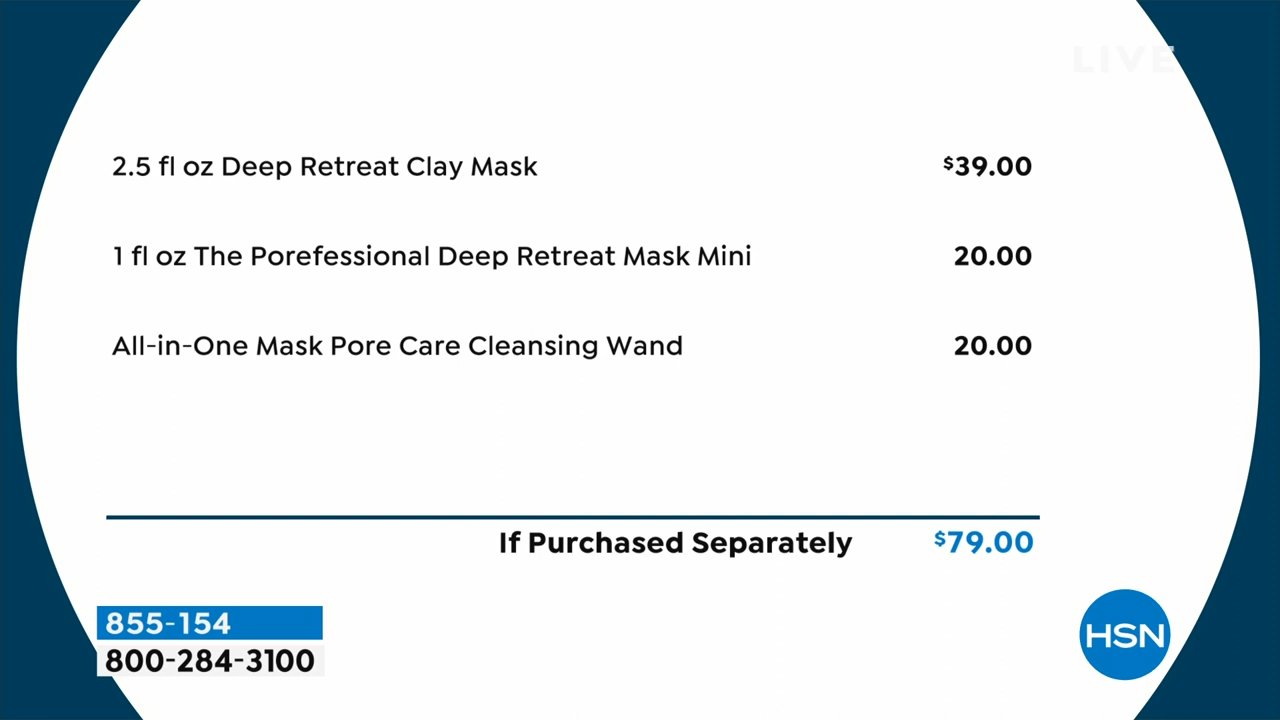 LIVE
2.5 fl oz Deep Retreat Clay Mask $39.00
1 fl oz The Porefessional Deep Retreat Mask Mini 20.00
All-in-One Mask Pore Care Cleansing Wand 20.00
If Purchased Separately $79.00
855-154
800-284-3100
HSN